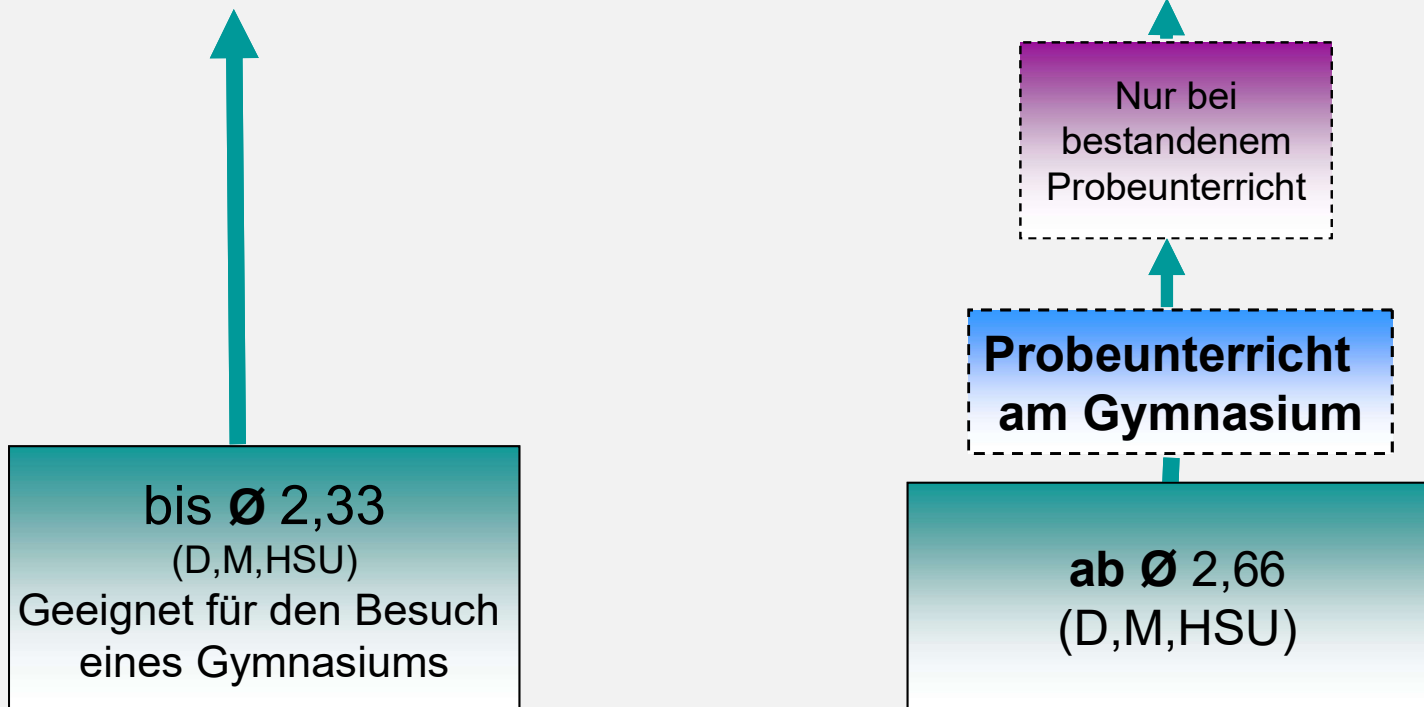 Nur bei
bestandenem
Probeunterricht
Probeunterricht
am Gymnasium
bis Ø 2,33
(D,M,HSU)
Geeignet für den Besuch
eines Gymnasiums
ab Ø 2,66
(D,M,HSU)